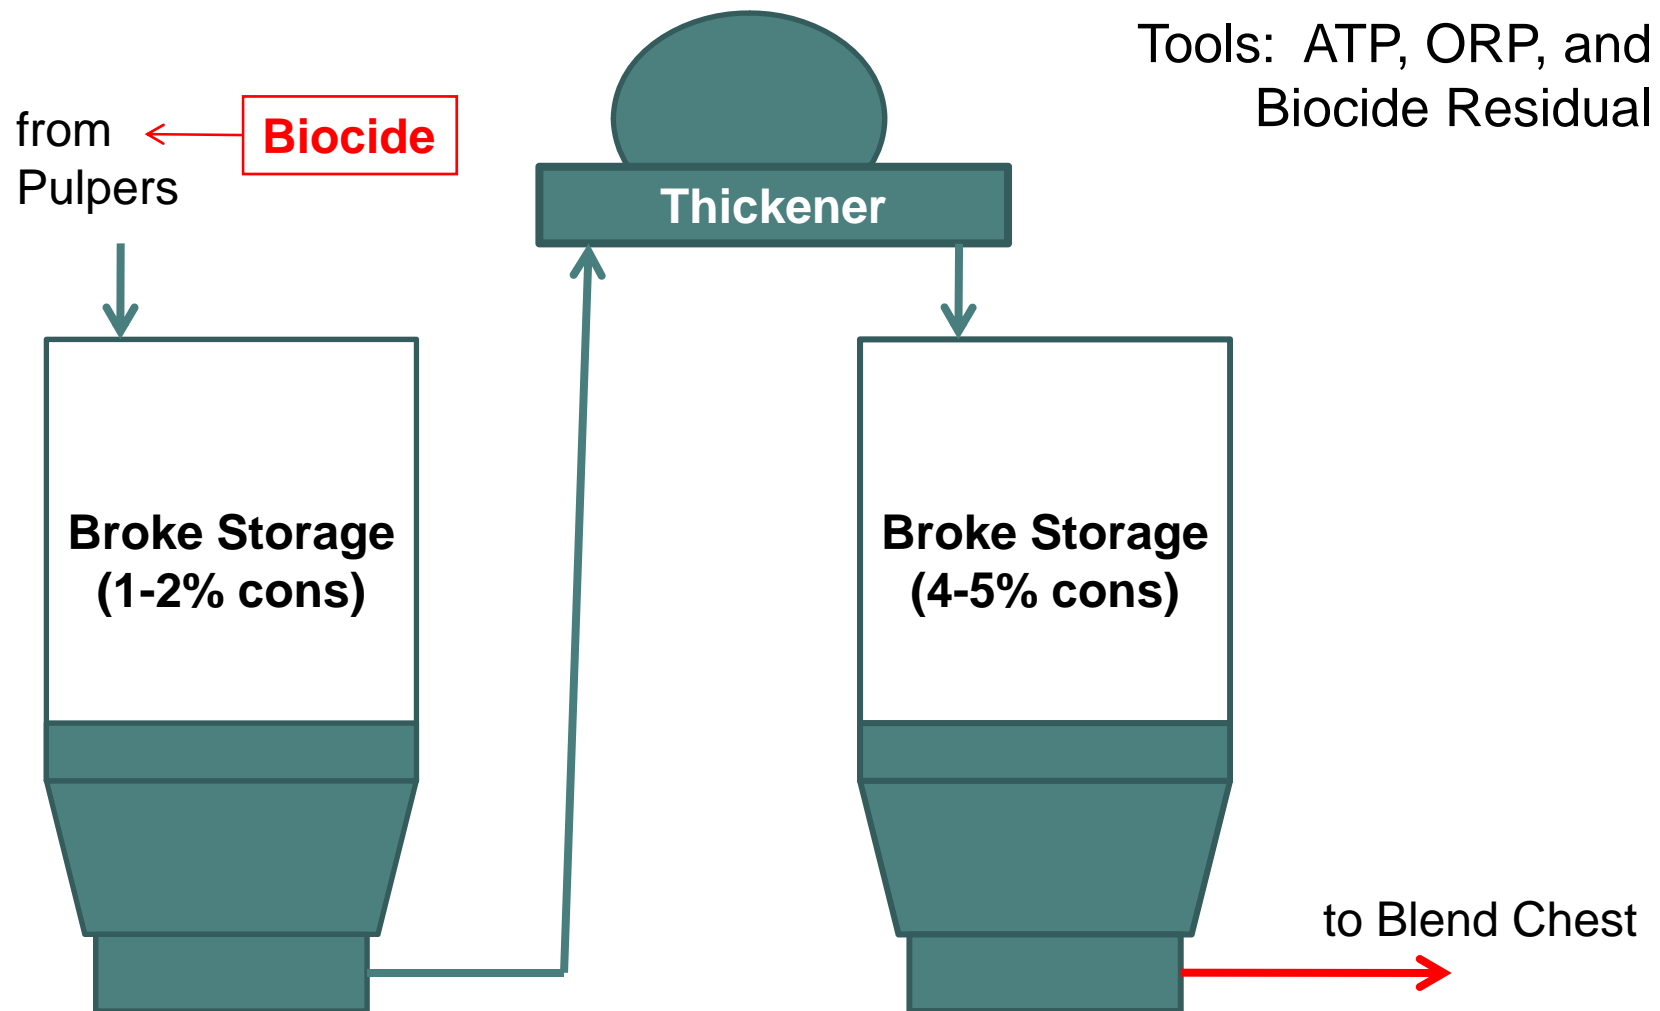 Tools:  ATP, ORP, and
Biocide Residual
from
Pulpers
Biocide
Thickener
Broke Storage
(1-2% cons)
Broke Storage
(4-5% cons)
to Blend Chest